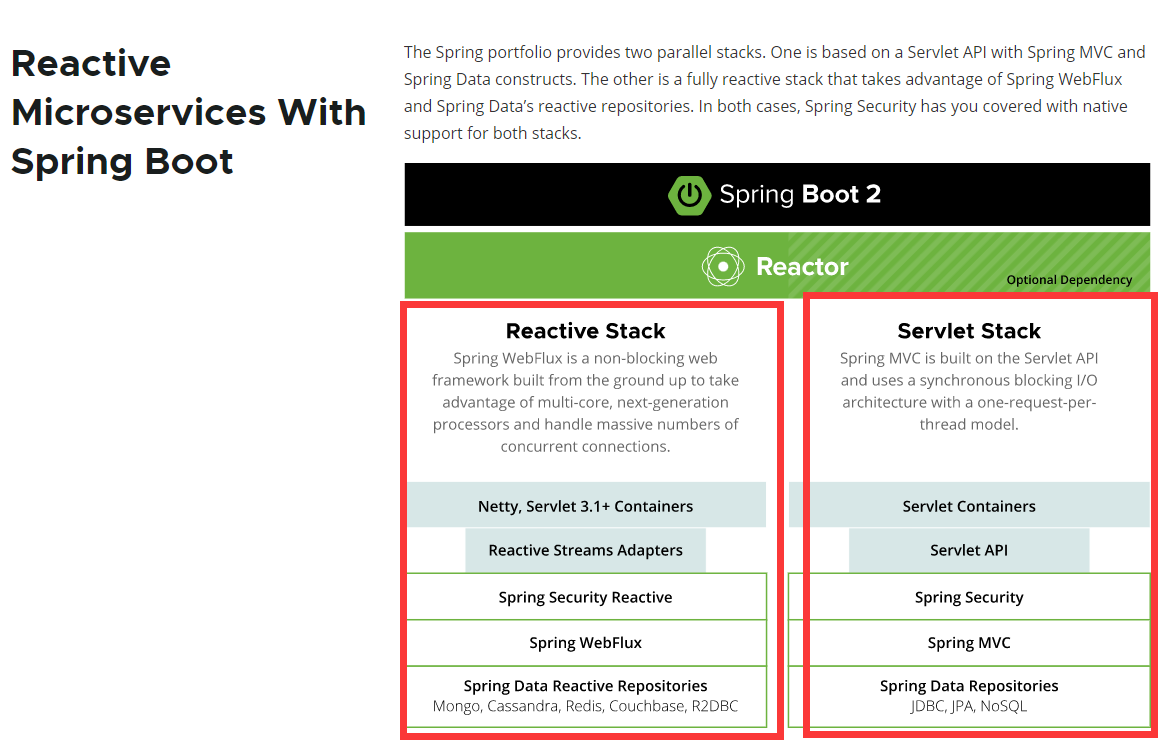 Reactive
Microservices With
Spring Boot
The Spring portfolio provides two parallel stacks. One is based on a Servlet API with Spring MVC and
Spring Data constructs. The other is a fully reactive stack that takes advantage of Spring WebFlux
and Spring Data’s reactive repositories. In both cases, Spring Security has you covered with native
support for both stacks.
Spring Boot 2
Reactor
Optional Dependency
Reactive Stack
Spring WebFlux is a non-blocking web
framework built from the ground up to take
advantage of multi-core, next-generation
processors and handle massive numbers of
concurrent connections.
Netty, Servlet 3.1+ Containers
Reactive Streams Adapters
Spring Security Reactive
Spring WebFlux
Spring Data Reactive Repositories
Mongo, Cassandra, Redis, Couchbase, R2DBC
Servlet Stack
Spring MVC is built on the Servlet API
and uses a synchronous blocking I/O
architecture with a one-request-per-
thread model.
Servlet Containers
Servlet API
Spring Security
Spring MVC
Spring Data Repositories
JDBC, JPA, NoSQL